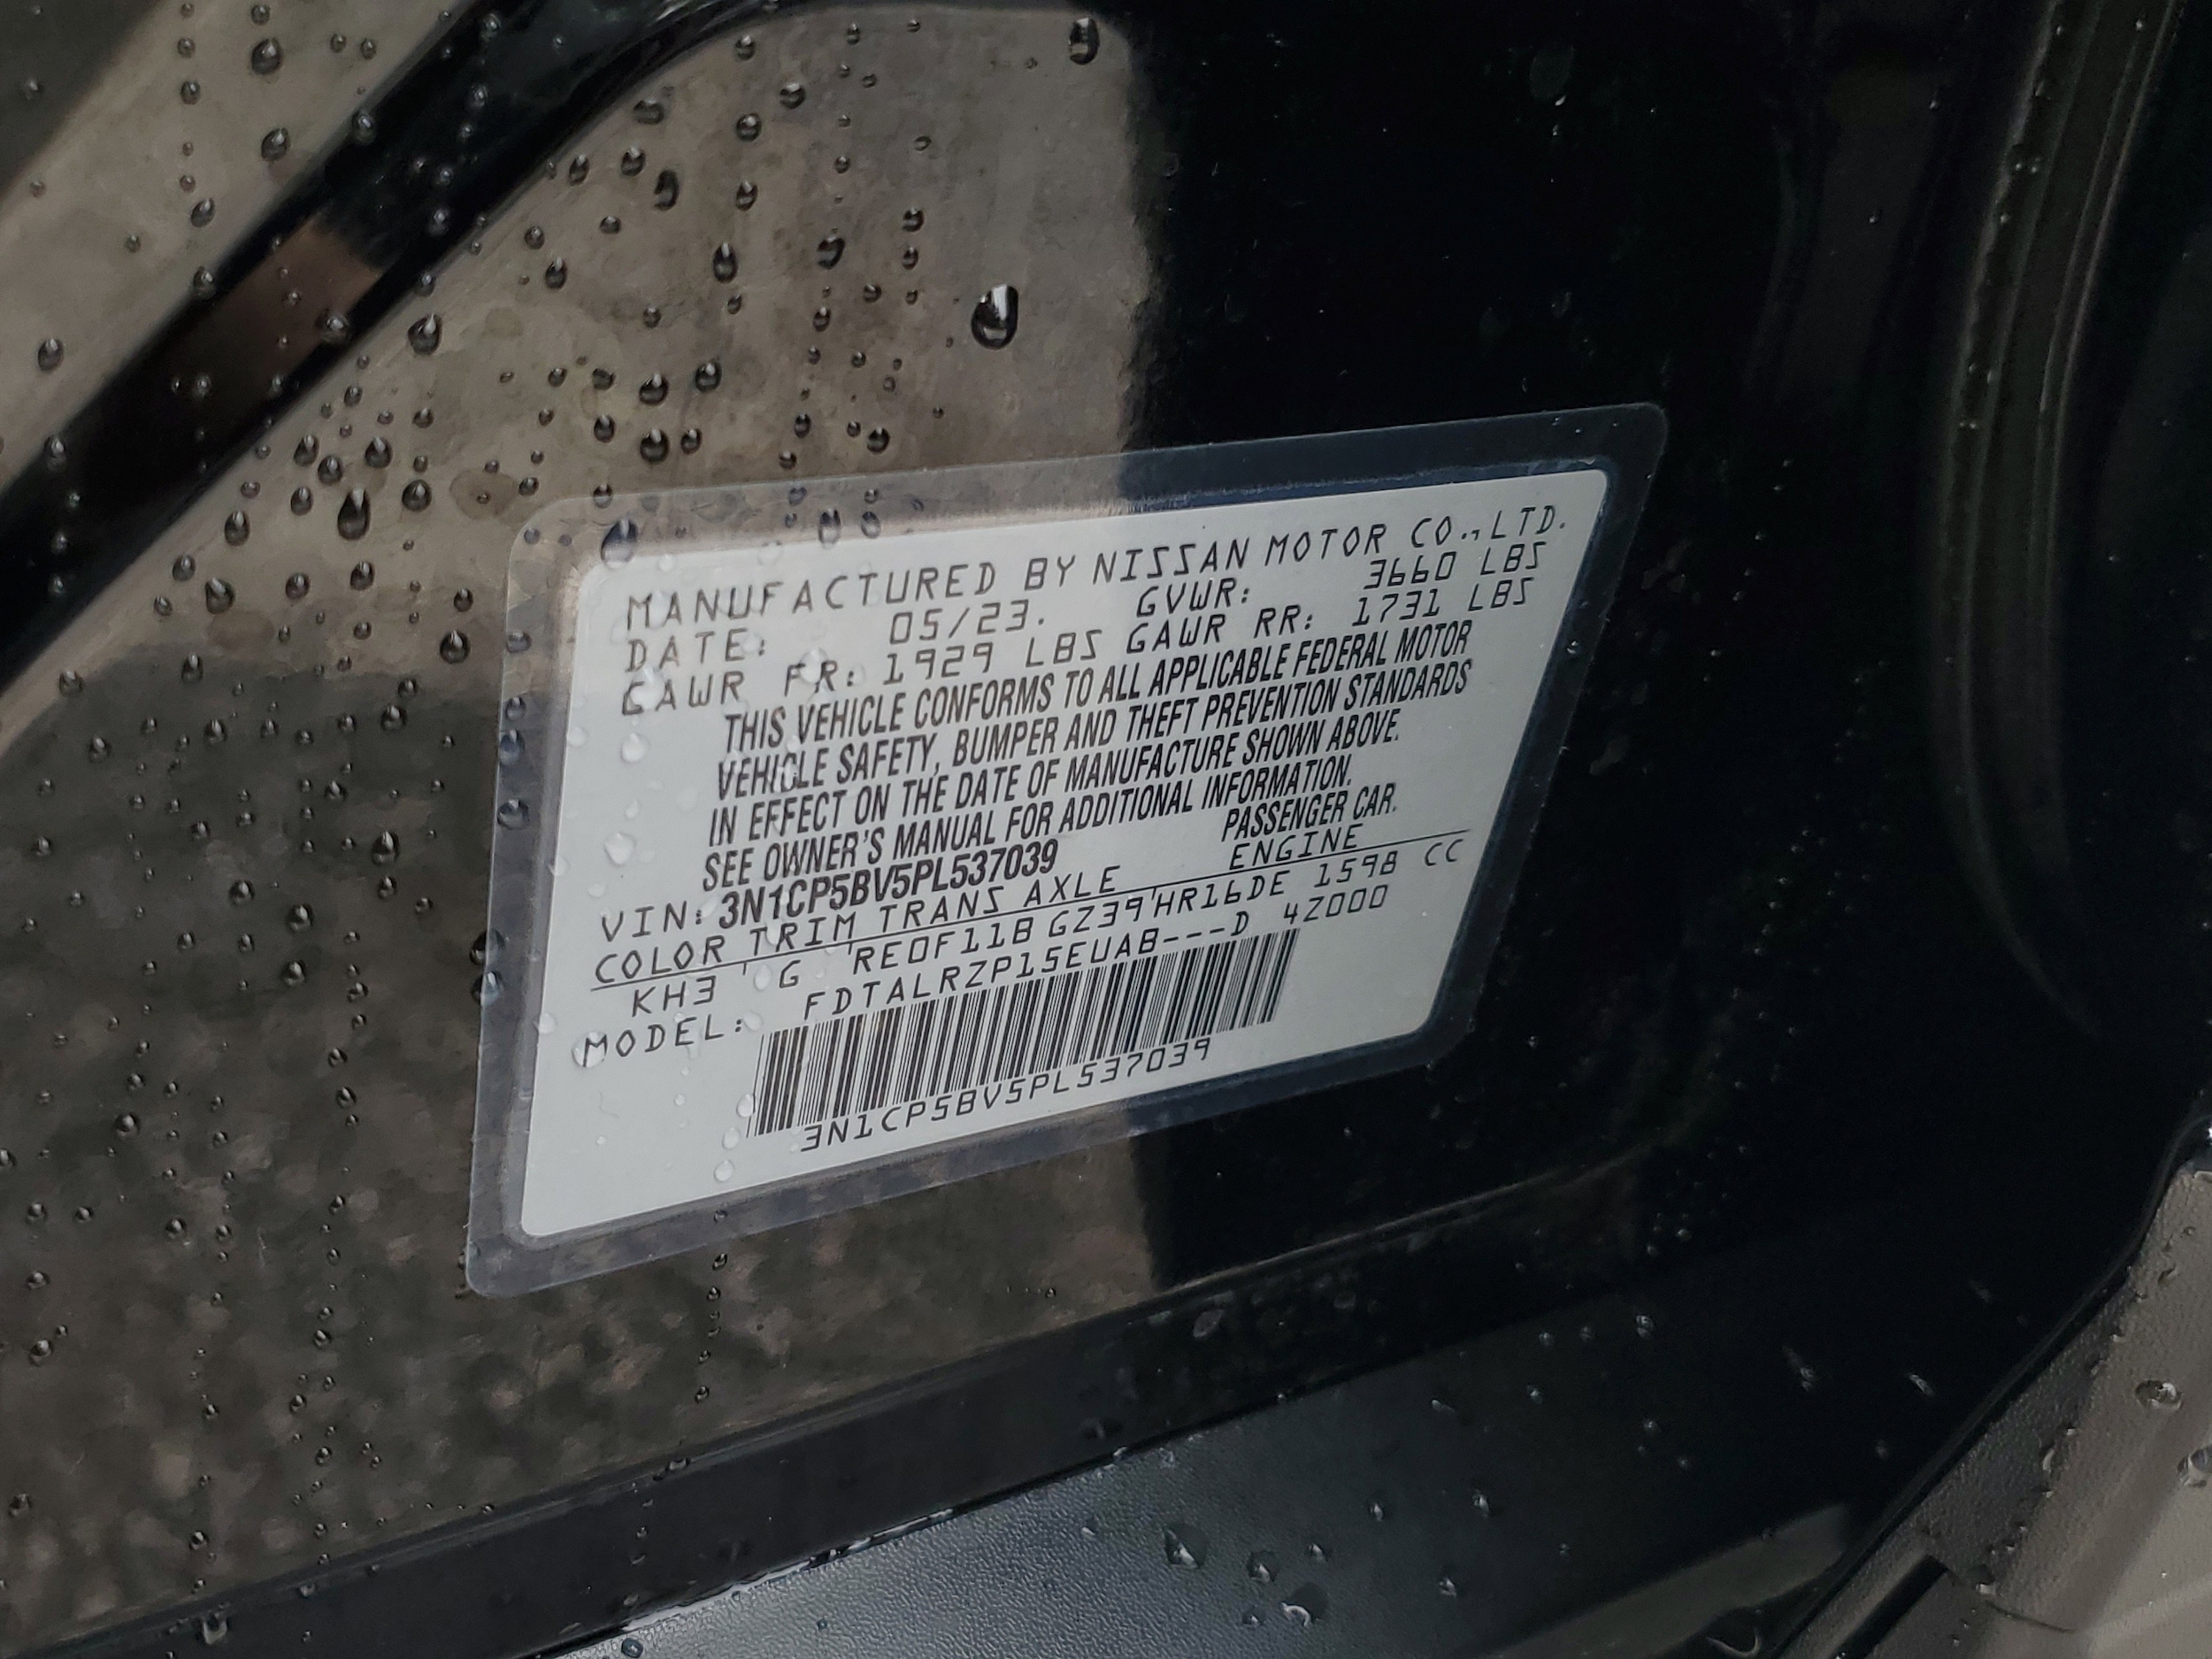 MANUFACTURED BY NISSAN MOTOR CO.,LTD.
DATE: 05/23. GVWR: 3660 LBS
GAWR FR: 1929 LBS GAWR RR: 1731 LBS
THIS VEHICLE CONFORMS TO ALL APPLICABLE FEDERAL MOTOR
VEHICLE SAFETY, BUMPER AND THEFT PREVENTION STANDARDS
IN EFFECT ON THE DATE OF MANUFACTURE SHOWN ABOVE.
SEE OWNER'S MANUAL FOR ADDITIONAL INFORMATION.
VIN: 3N1CP5BV5PL537039 PASSENGER CAR.
COLOR TRIM TRANS AXLE ENGINE
KH3 ' G 'RE0F11B GZ39'HR16DE 1598 CC
MODEL: FDTALRZP15EUAB---D 4Z000
3N1CP5BV5PL537039